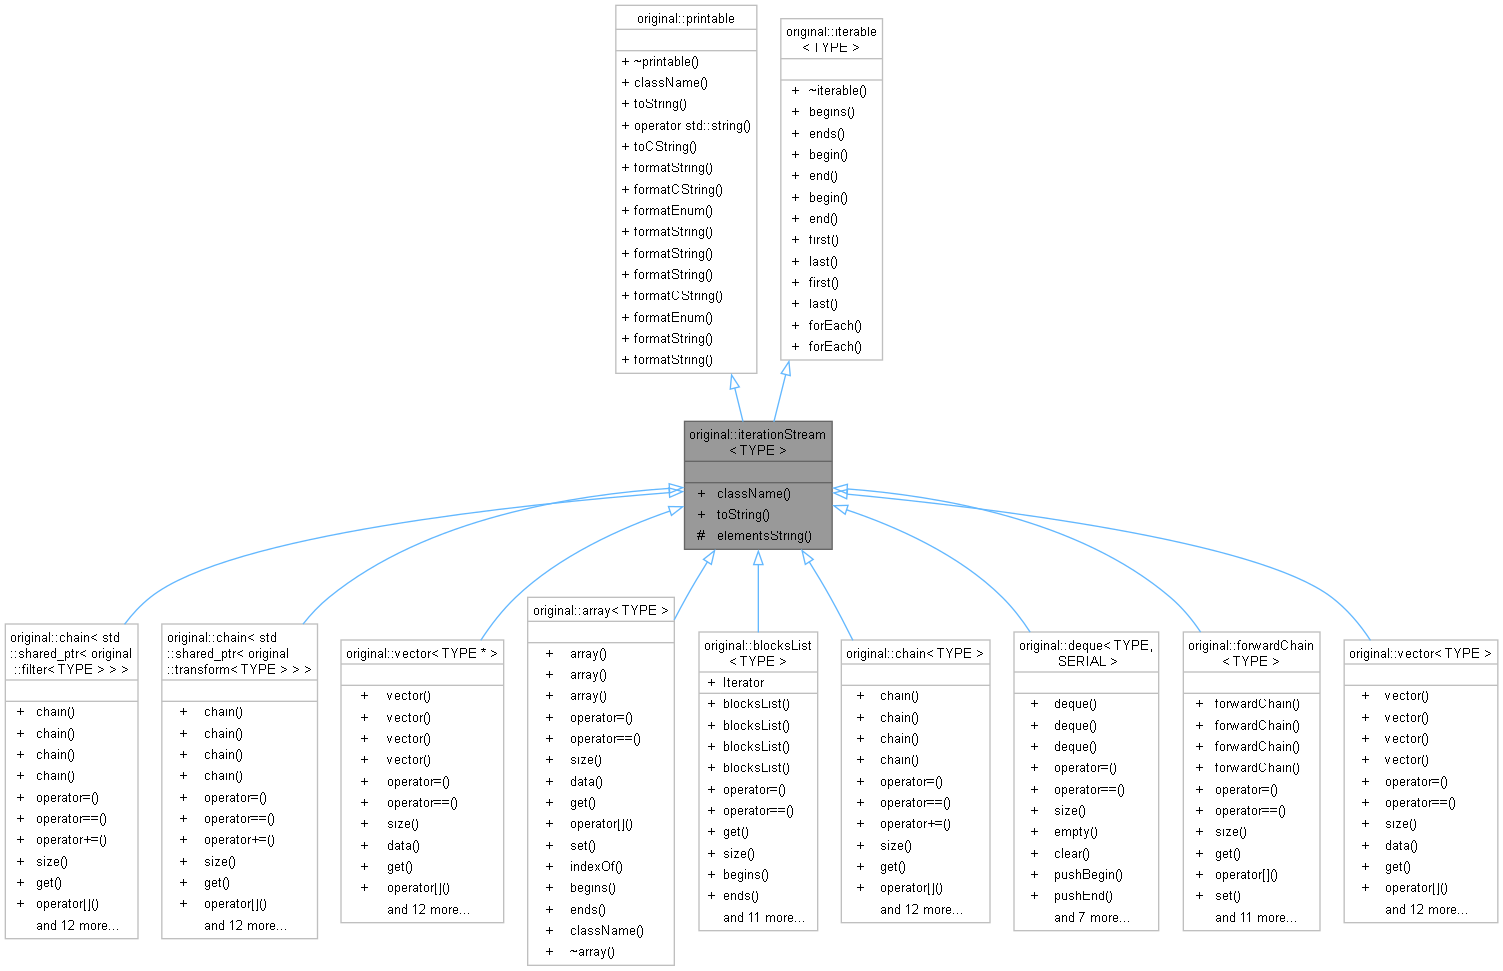 original::printable
+ ~printable()
+ className()
+ toString()
+ operator std::string()
+ toCString()
+ formatString()
+ formatCString()
+ formatEnum()
+ formatString()
+ formatString()
+ formatString()
+ formatCString()
+ formatEnum()
+ formatString()
+ formatString()
original::iterable
< TYPE >
+ ~iterable()
+ begins()
+ ends()
+ begin()
+ end()
+ begin()
+ end()
+ first()
+ last()
+ first()
+ last()
+ forEach()
+ forEach()
original::iterationStream
< TYPE >
+ className()
+ toString()
# elementsString()
original::chain< std
::shared_ptr< original
::filter< TYPE > > >
+ chain()
+ chain()
+ chain()
+ chain()
+ operator=()
+ operator==()
+ operator+=()
+ size()
+ get()
+ operator[]()
and 12 more...
original::chain< std
::shared_ptr< original
::transform< TYPE > > >
+ chain()
+ chain()
+ chain()
+ chain()
+ operator=()
+ operator==()
+ operator+=()
+ size()
+ get()
+ operator[]()
and 12 more...
original::vector< TYPE * >
+ vector()
+ vector()
+ vector()
+ vector()
+ operator=()
+ operator==()
+ size()
+ data()
+ get()
+ operator[]()
and 12 more...
original::array< TYPE >
+ array()
+ array()
+ array()
+ operator=()
+ operator==()
+ size()
+ data()
+ get()
+ operator[]()
+ set()
+ indexOf()
+ begins()
+ ends()
+ className()
+ ~array()
original::blocksList
< TYPE >
+ Iterator
+ blocksList()
+ blocksList()
+ blocksList()
+ blocksList()
+ operator=()
+ operator==()
+ get()
+ size()
+ begins()
+ ends()
and 11 more...
original::chain< TYPE >
+ chain()
+ chain()
+ chain()
+ chain()
+ operator=()
+ operator==()
+ operator+=()
+ size()
+ get()
+ operator[]()
and 12 more...
original::deque< TYPE,
SERIAL >
+ deque()
+ deque()
+ deque()
+ operator=()
+ operator==()
+ size()
+ empty()
+ clear()
+ pushBegin()
+ pushEnd()
and 7 more...
original::forwardChain
< TYPE >
+ forwardChain()
+ forwardChain()
+ forwardChain()
+ forwardChain()
+ operator=()
+ operator==()
+ size()
+ get()
+ operator[]()
+ set()
and 11 more...
original::vector< TYPE >
+ vector()
+ vector()
+ vector()
+ vector()
+ operator=()
+ operator==()
+ size()
+ data()
+ get()
+ operator[]()
and 12 more...